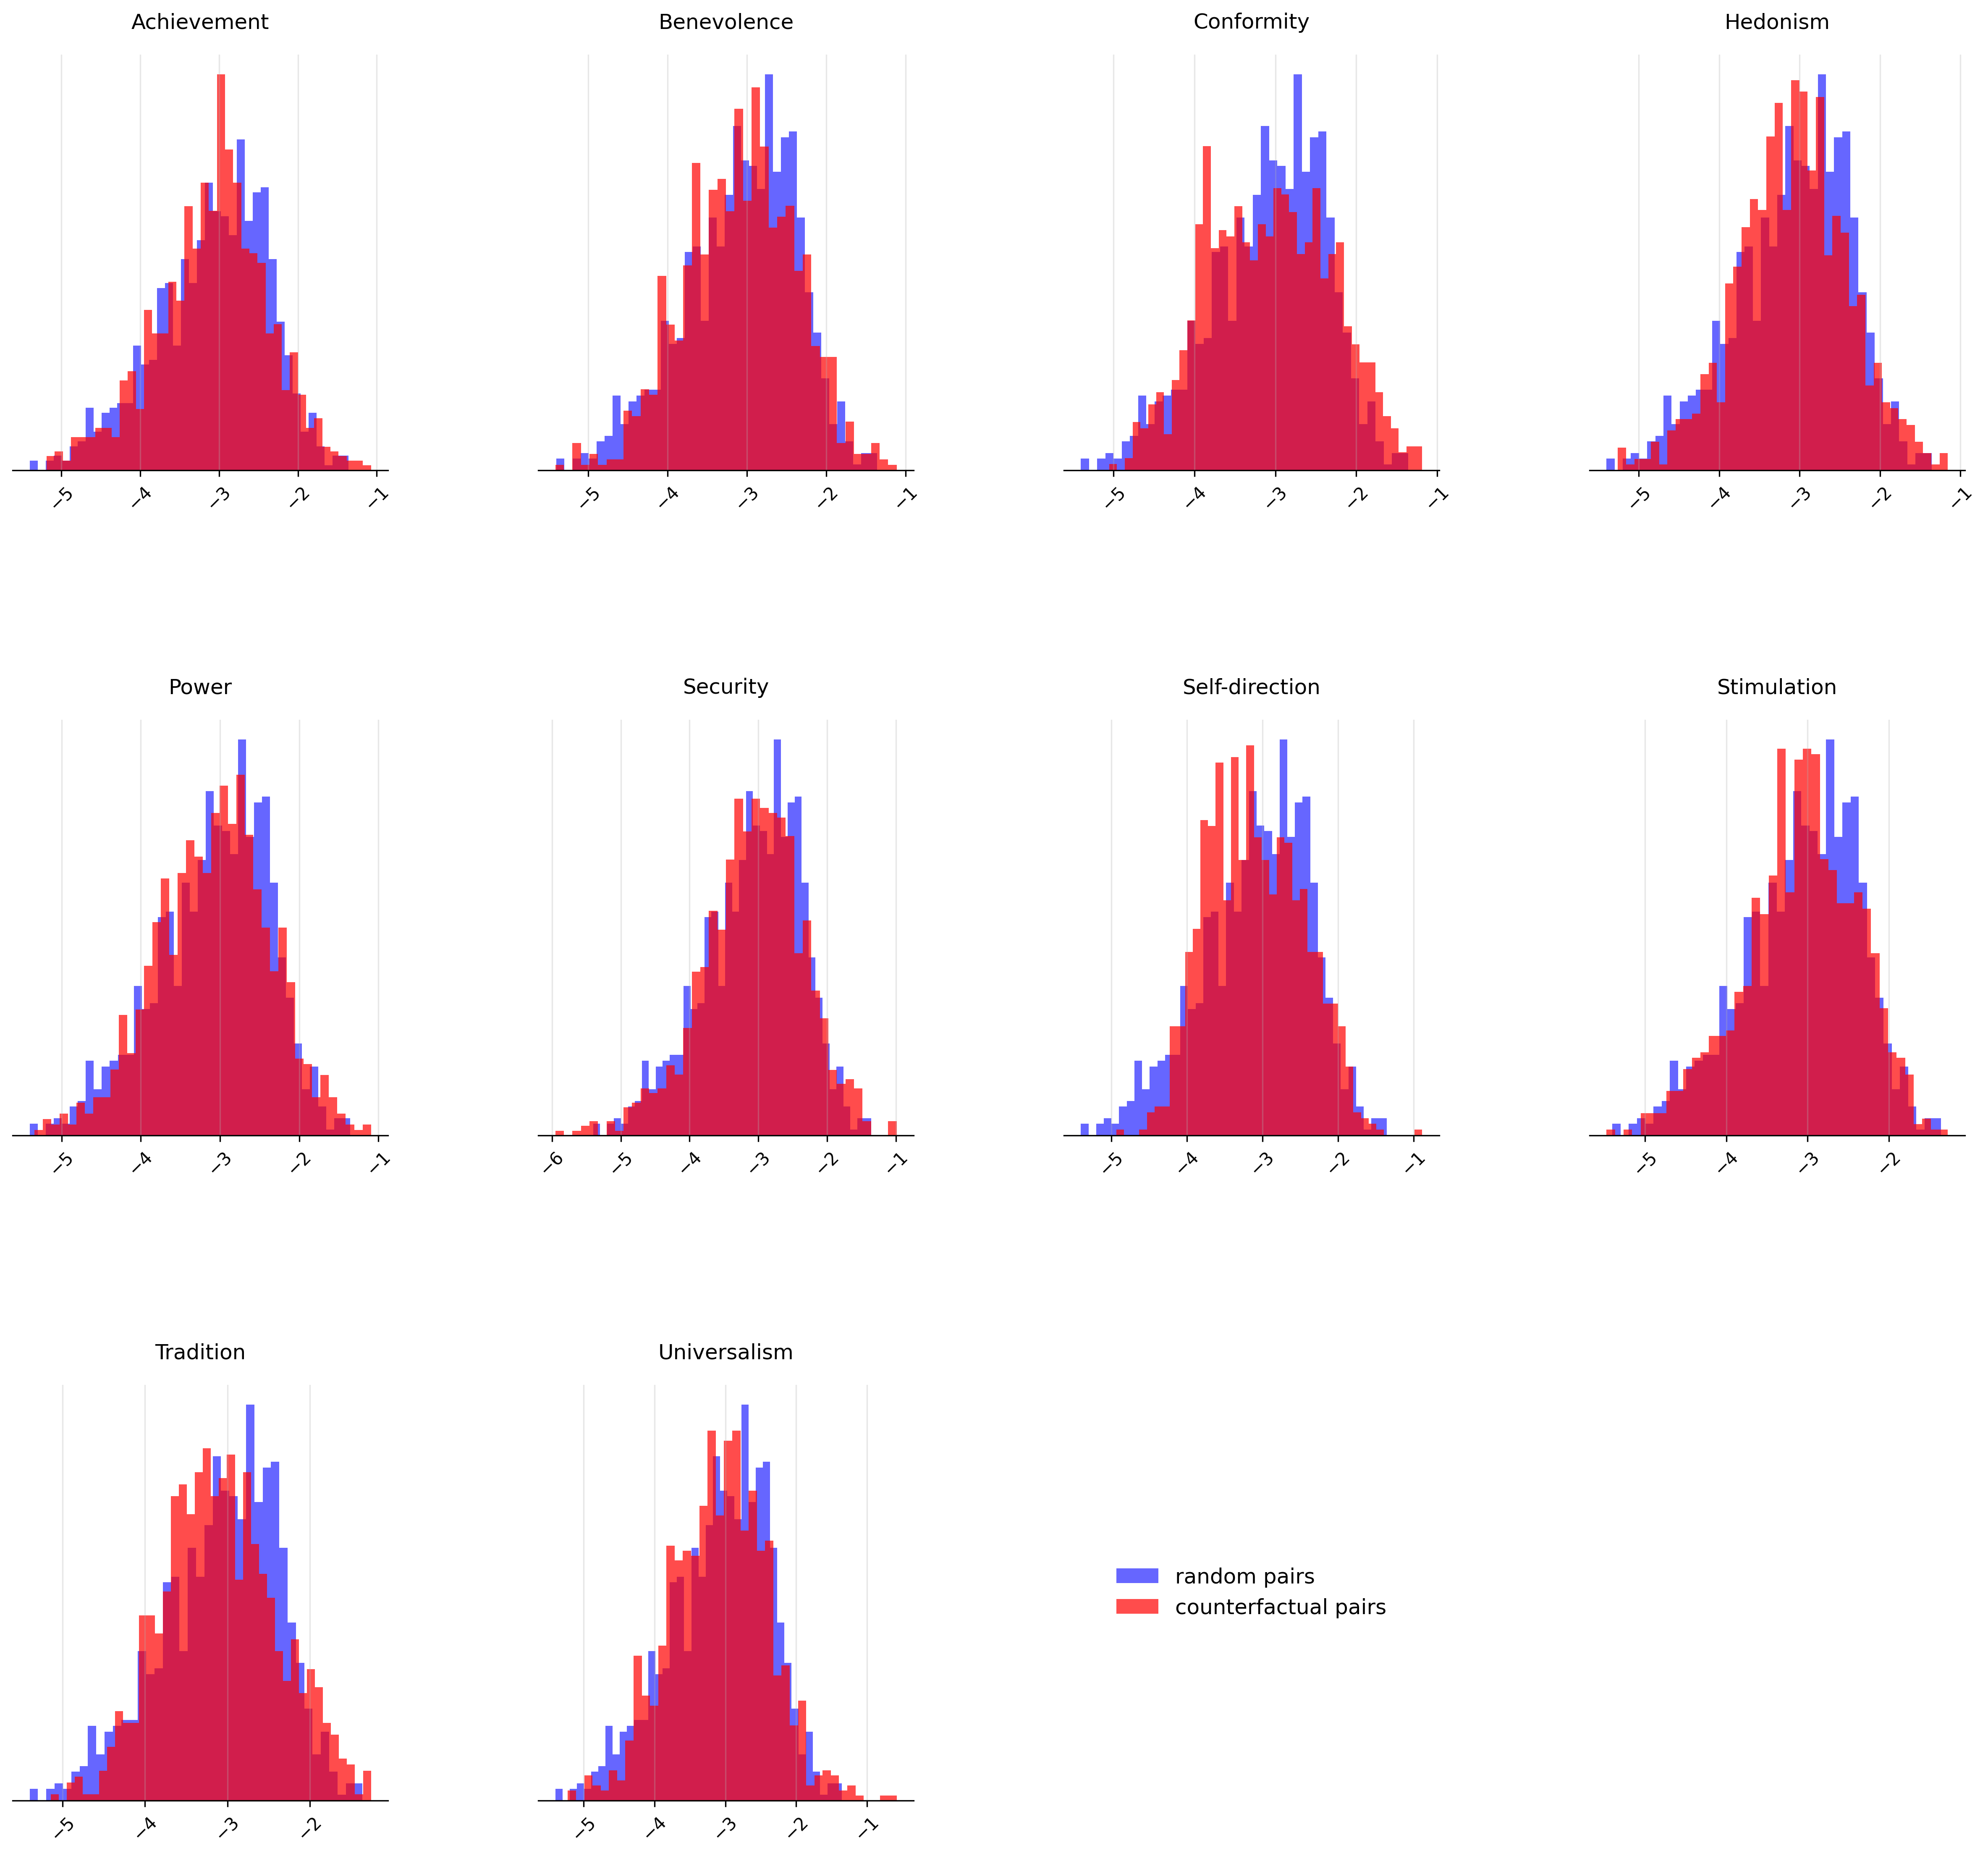 Achievement Benevolence Conformity Hedonism
−5 −4 −3 −2 −1 −5 −4 −3 −2 −1 −5 −4 −3 −2 −1 −5 −4 −3 −2 −1
Power Security Self-direction Stimulation
−5 −4 −3 −2 −1 −6 −5 −4 −3 −2 −1 −5 −4 −3 −2 −1 −5 −4 −3 −2
Tradition Universalism
random pairs
counterfactual pairs
−5 −4 −3 −2 −5 −4 −3 −2 −1